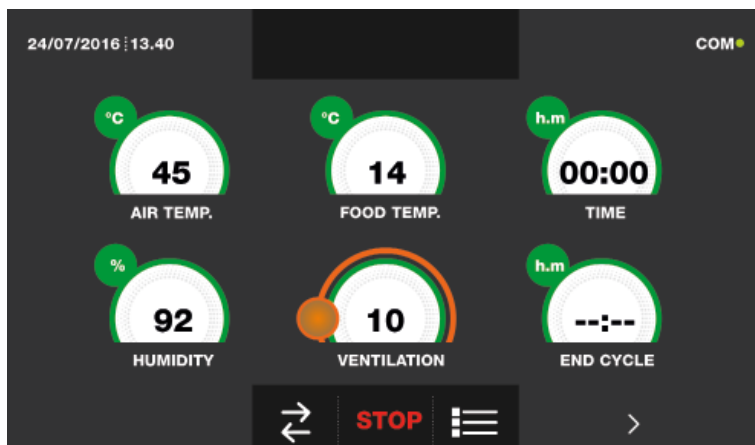 24/07/2016 13.40 COM
°C °C h.m
45 14 00:00
AIR TEMP. FOOD TEMP. TIME
% h.m
92 10 --:--
HUMIDITY VENTILATION END CYCLE
STOP